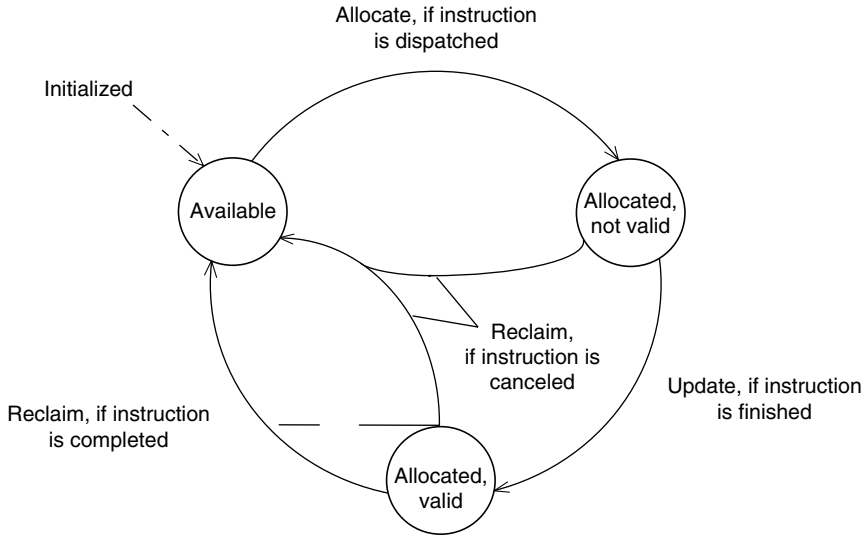 Allocate, if instruction
is dispatched
Initialized
Available
Allocated,
not valid
Reclaim,
if instruction is
canceled
Update, if instruction
is finished
Reclaim, if instruction
is completed
Allocated,
valid